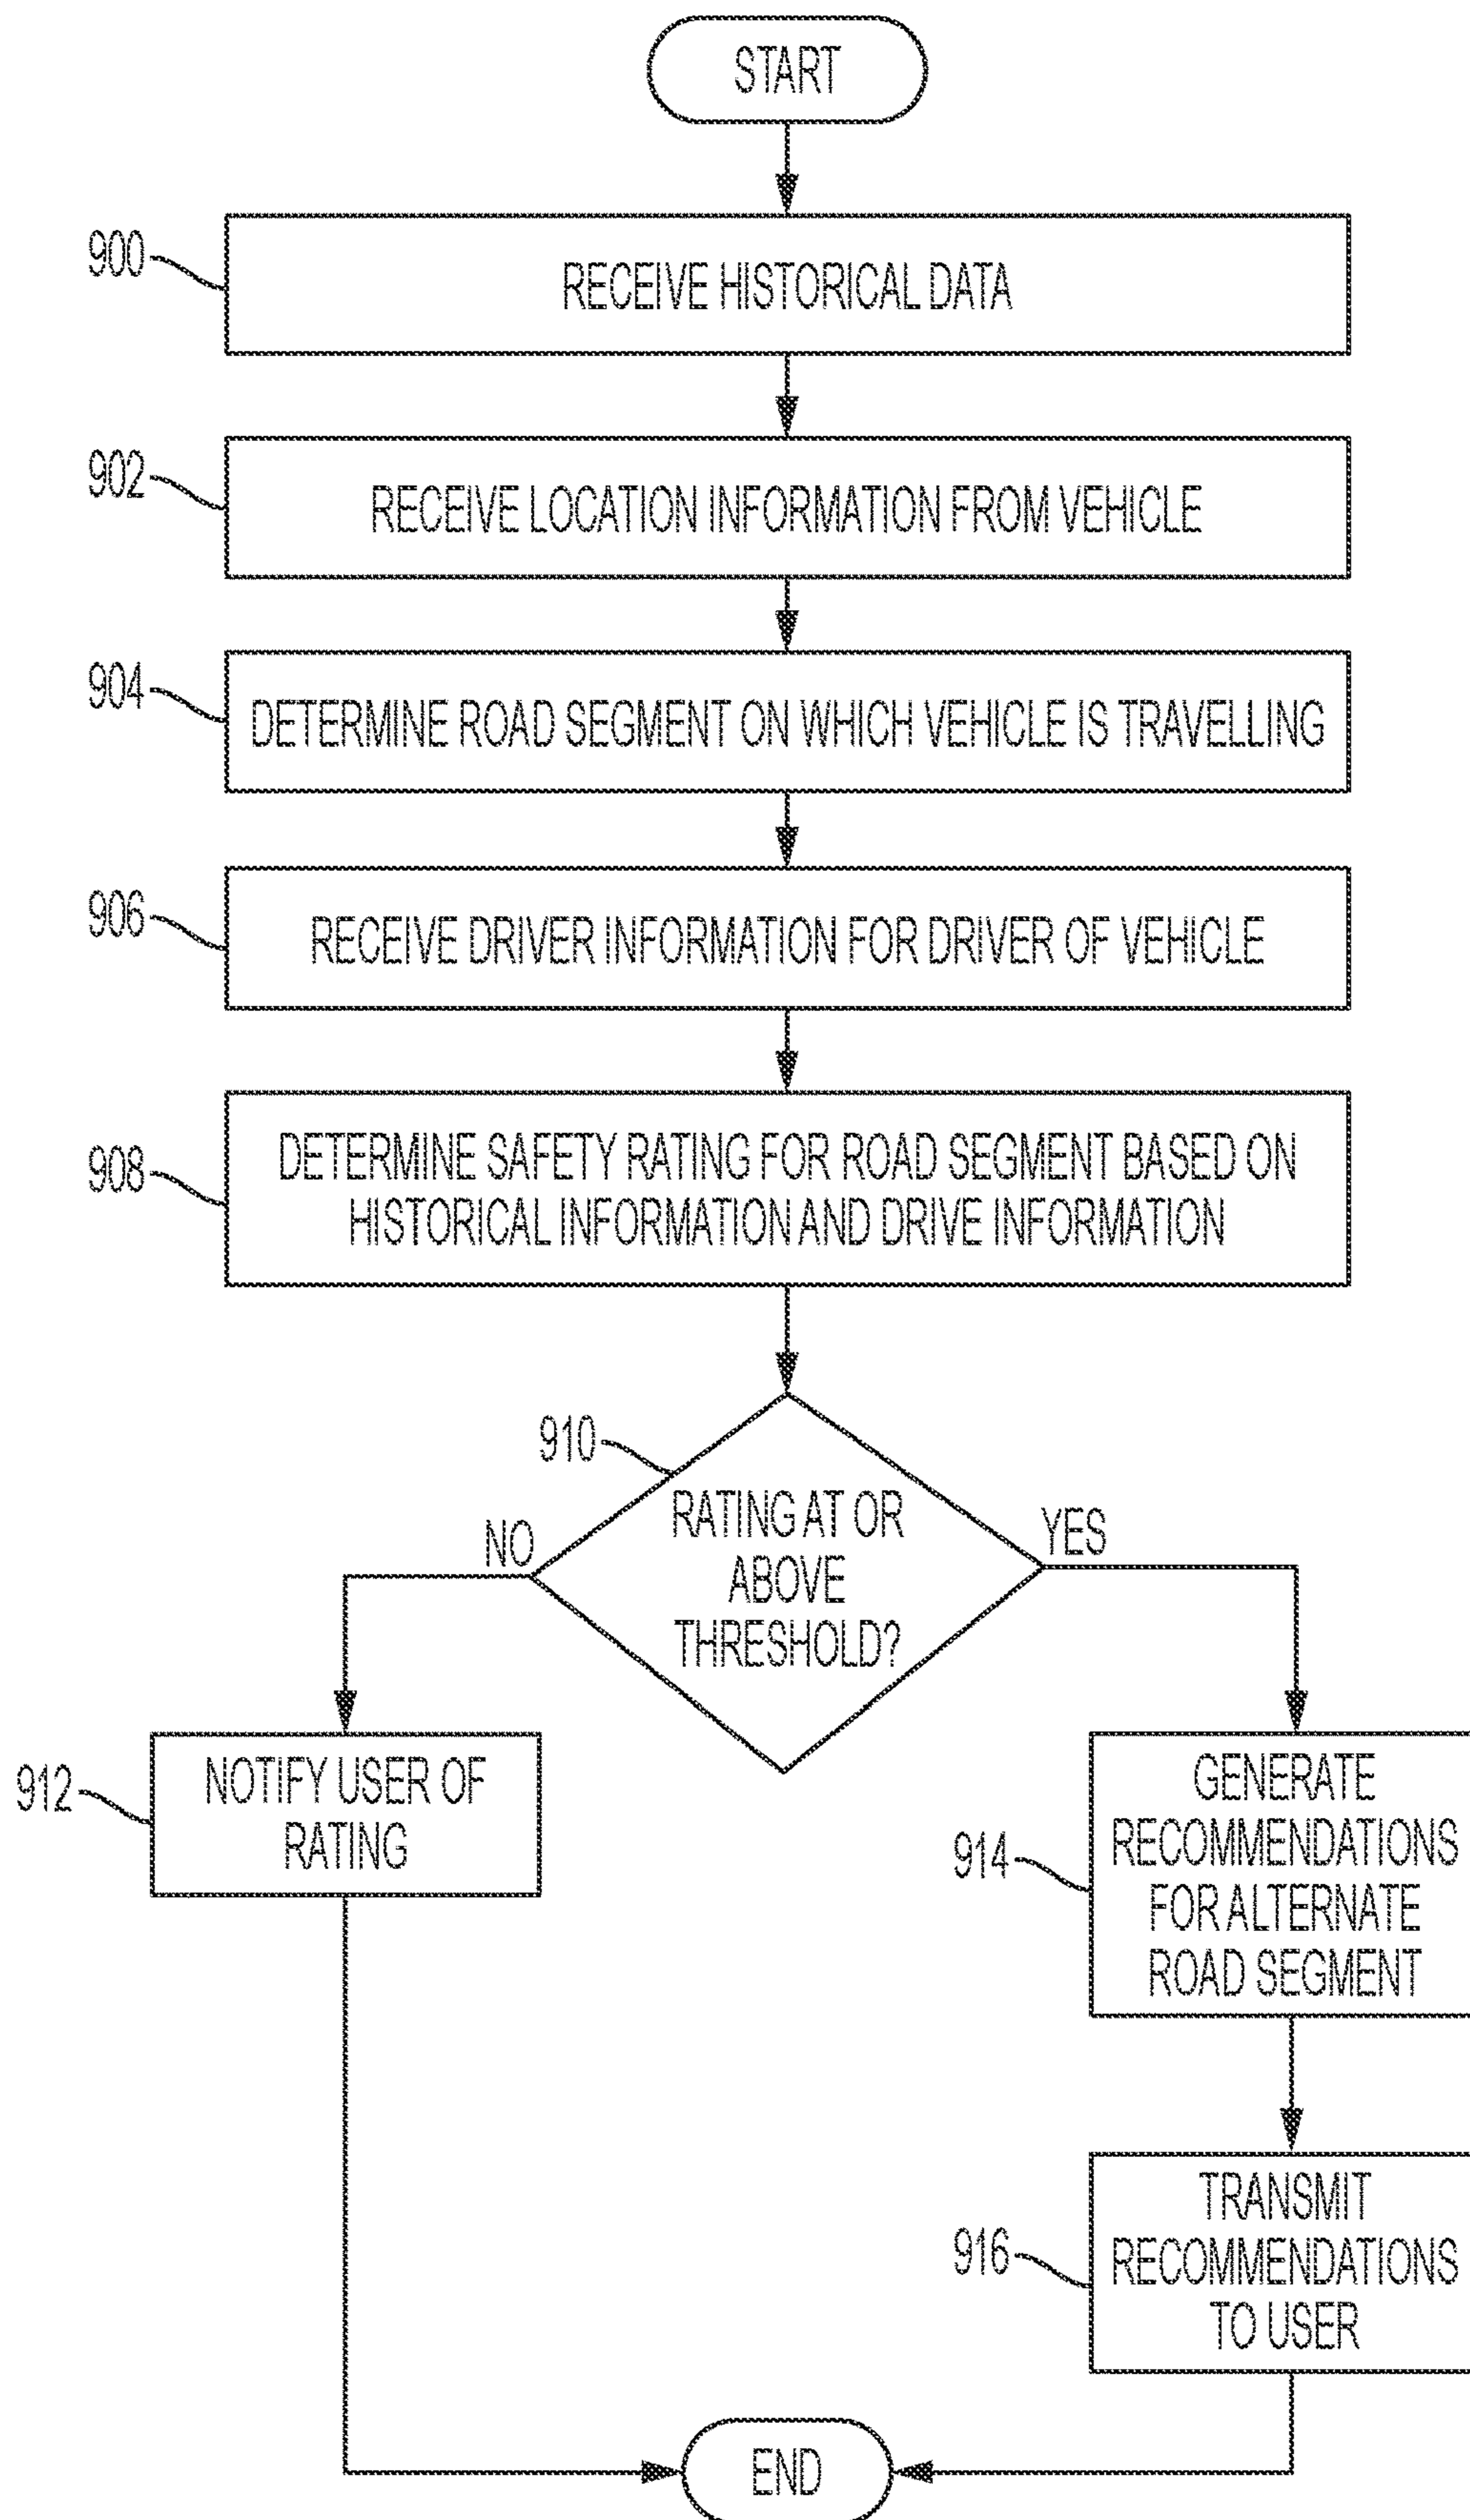 START
900
RECEIVE HISTORICAL DATA
902
RECEIVE LOCATION INFORMATION FROM VEHICLE
904
DETERMINE ROAD SEGMENT ON WHICH VEHICLE IS TRAVELLING
906
RECEIVE DRIVER INFORMATION FOR DRIVER OF VEHICLE
908
DETERMINE SAFETY RATING FOR ROAD SEGMENT BASED ON
HISTORICAL INFORMATION AND DRIVE INFORMATION
910
RATING AT OR
ABOVE
THRESHOLD?
NO
YES
912
NOTIFY USER OF
RATING
914
GENERATE
RECOMMENDATIONS
FOR ALTERNATE
ROAD SEGMENT
916
TRANSMIT
RECOMMENDATIONS
TO USER
END